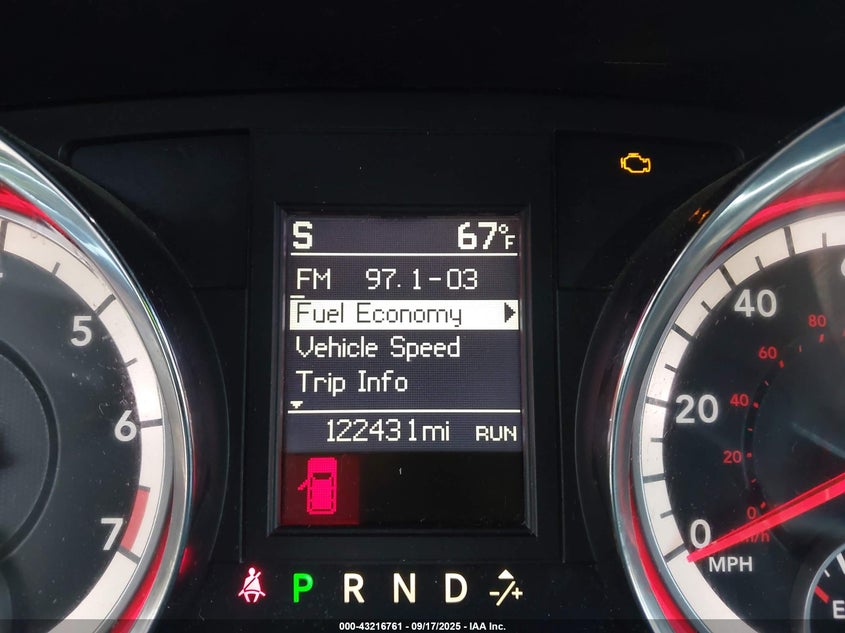 S 67°F
FM 97.1-03
Fuel Economy
Vehicle Speed
Trip Info
122431mi RUN
5
6
7
40
20
0
MPH
80
60
40
20
0
km/h
E
P R N D -/+
000-43216761 - 09/17/2025 - IAA Inc.